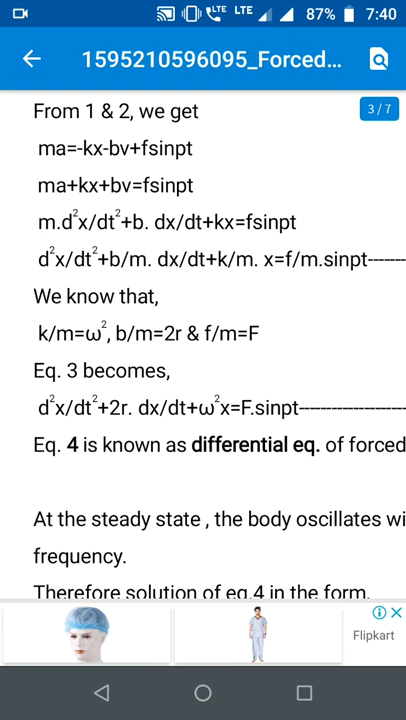 LTE LTE 87% 7:40
1595210596095_Forced...
From 1 & 2, we get
3/7
ma=-kx-bv+fsinpt
ma+kx+bv=fsinpt
m.d²x/dt²+b. dx/dt+kx=fsinpt
d²x/dt²+b/m. dx/dt+k/m. x=f/m.sinpt-------
We know that,
k/m=ω², b/m=2r & f/m=F
Eq. 3 becomes,
d²x/dt²+2r. dx/dt+ω²x=F.sinpt--------------------
Eq. 4 is known as differential eq. of forced
At the steady state , the body oscillates wi
frequency.
Therefore solution of eq.4 in the form.
Flipkart